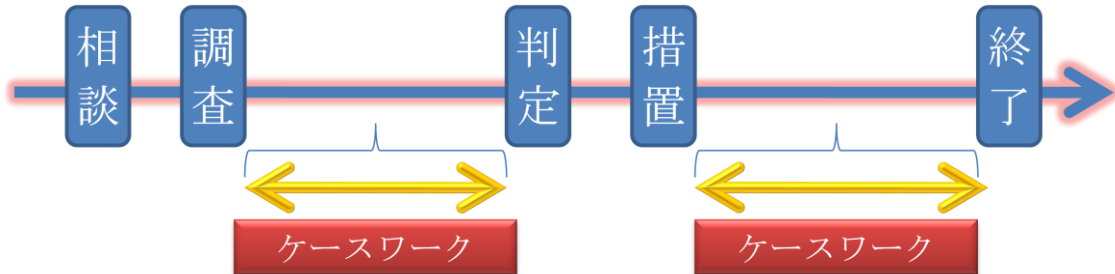 相談
調査
判定
措置
終了
ケースワーク
ケースワーク